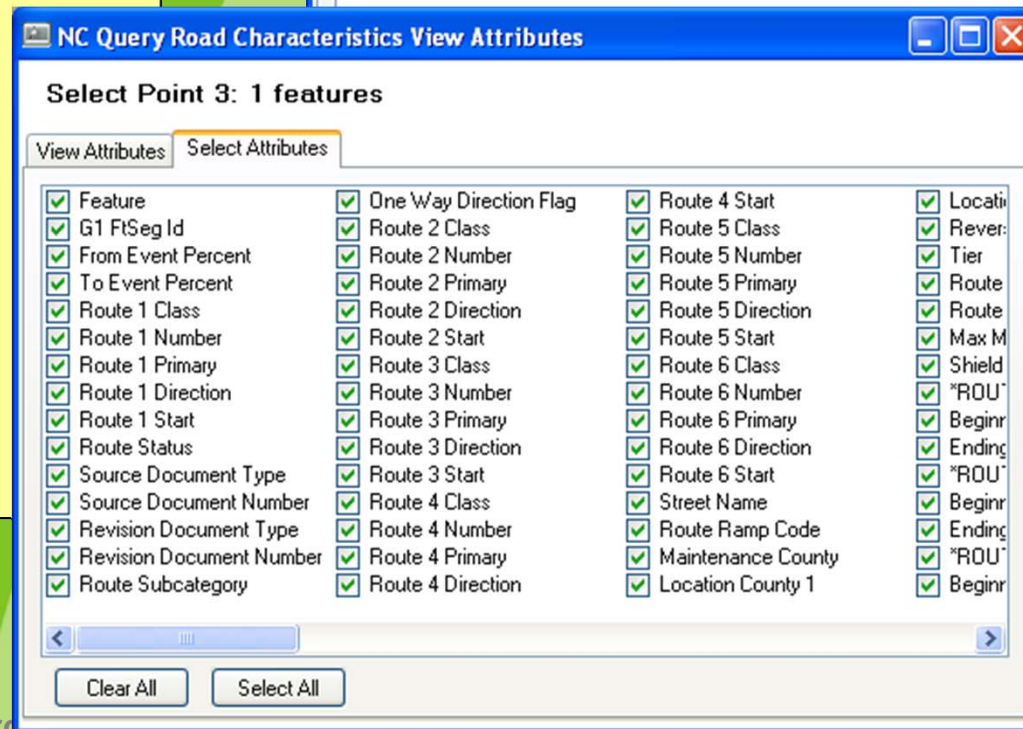 NC Query Road Characteristics View Attributes
Select Point 3: 1 features
View Attributes
Select Attributes
Feature
G1 FtSeg Id
From Event Percent
To Event Percent
Route 1 Class
Route 1 Number
Route 1 Primary
Route 1 Direction
Route 1 Start
Route Status
Source Document Type
Source Document Number
Revision Document Type
Revision Document Number
Route Subcategory
One Way Direction Flag
Route 2 Class
Route 2 Number
Route 2 Primary
Route 2 Direction
Route 2 Start
Route 3 Class
Route 3 Number
Route 3 Primary
Route 3 Direction
Route 3 Start
Route 4 Class
Route 4 Number
Route 4 Primary
Route 4 Direction
Route 4 Start
Route 5 Class
Route 5 Number
Route 5 Primary
Route 5 Direction
Route 5 Start
Route 6 Class
Route 6 Number
Route 6 Primary
Route 6 Direction
Route 6 Start
Street Name
Route Ramp Code
Maintenance County
Location County 1
Tier
Route
Route
Max M
Shield
Clear All
Select All